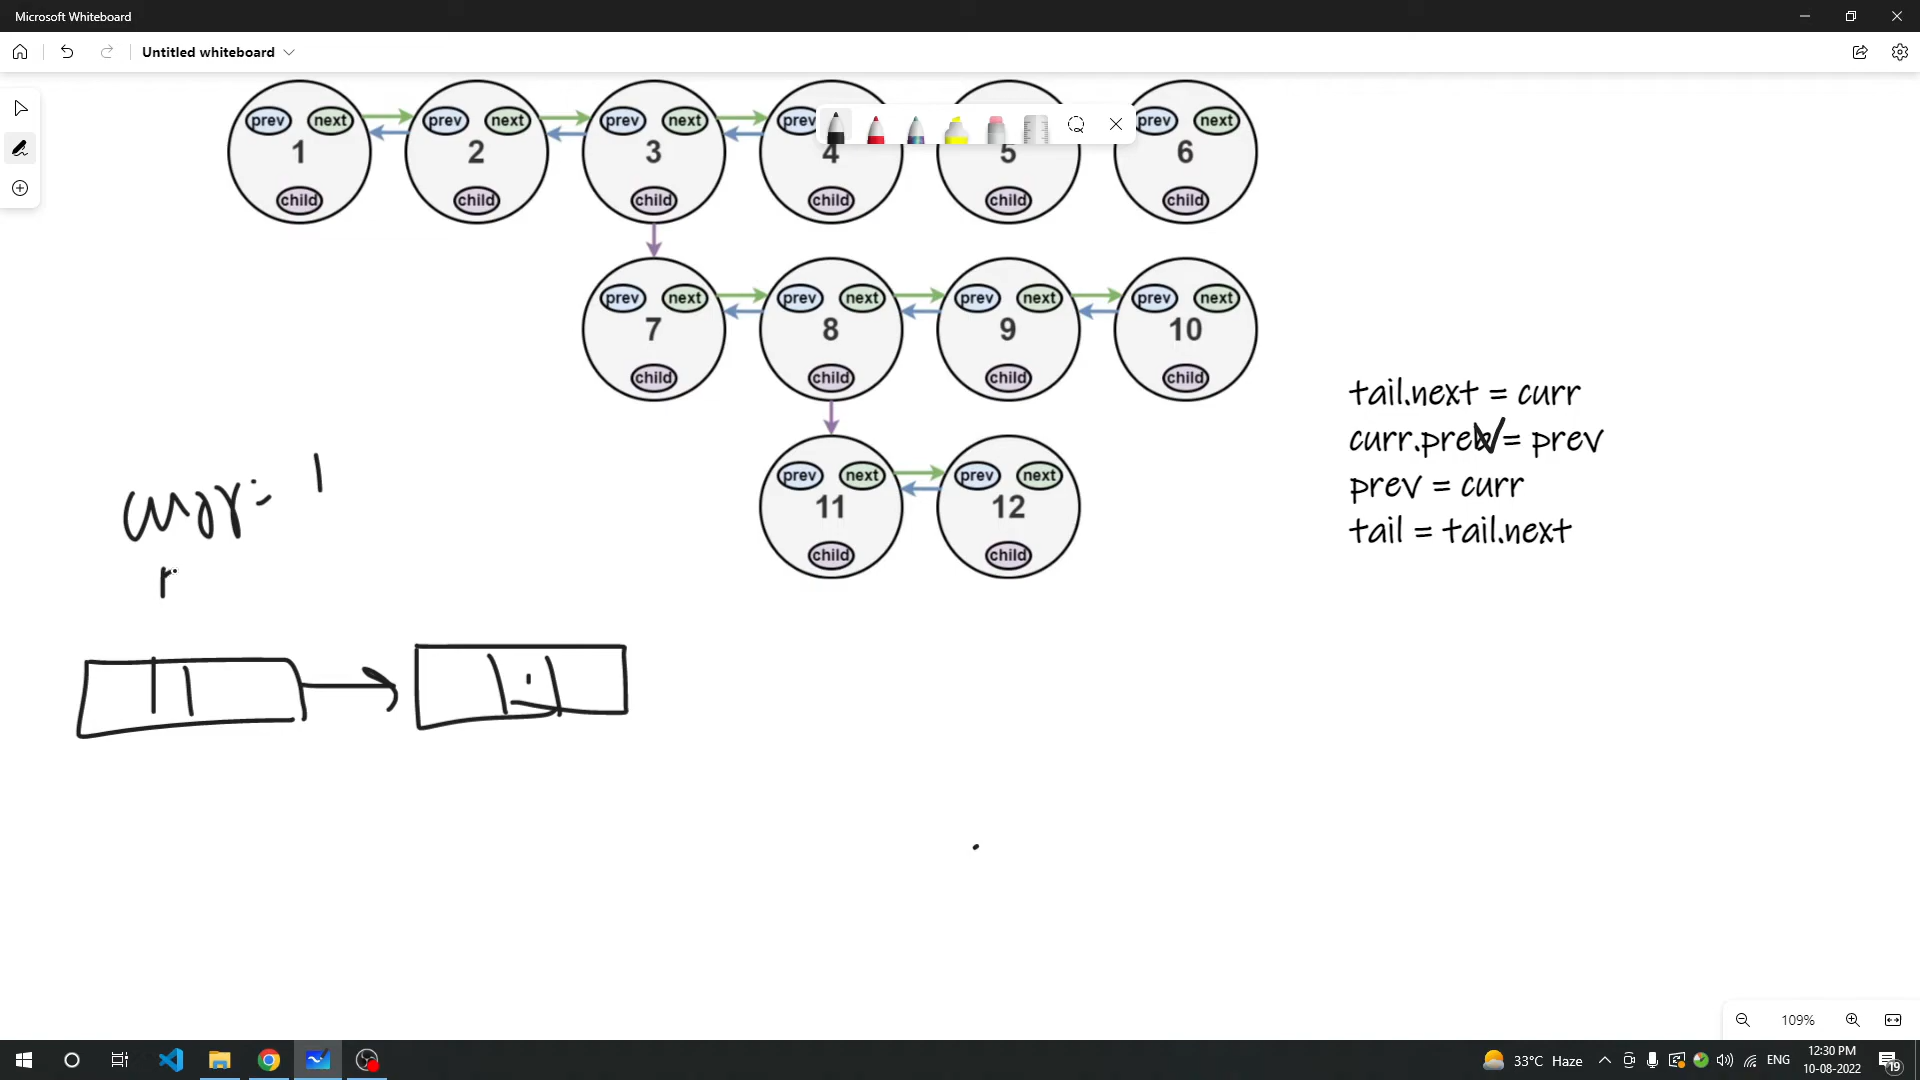 Microsoft Whiteboard
Untitled whiteboard
prev next prev next prev next prev prev next
1 2 3 4 5 6
child child child child child child
prev next prev next prev next prev next
7 8 9 10
child child child child
tail.next = curr
curr.prev = prev
prev = curr
tail = tail.next
prev next prev next
11 12
child child
curr = 1
109%
33°C Haze
ENG
12:30 PM
10-08-2022
19